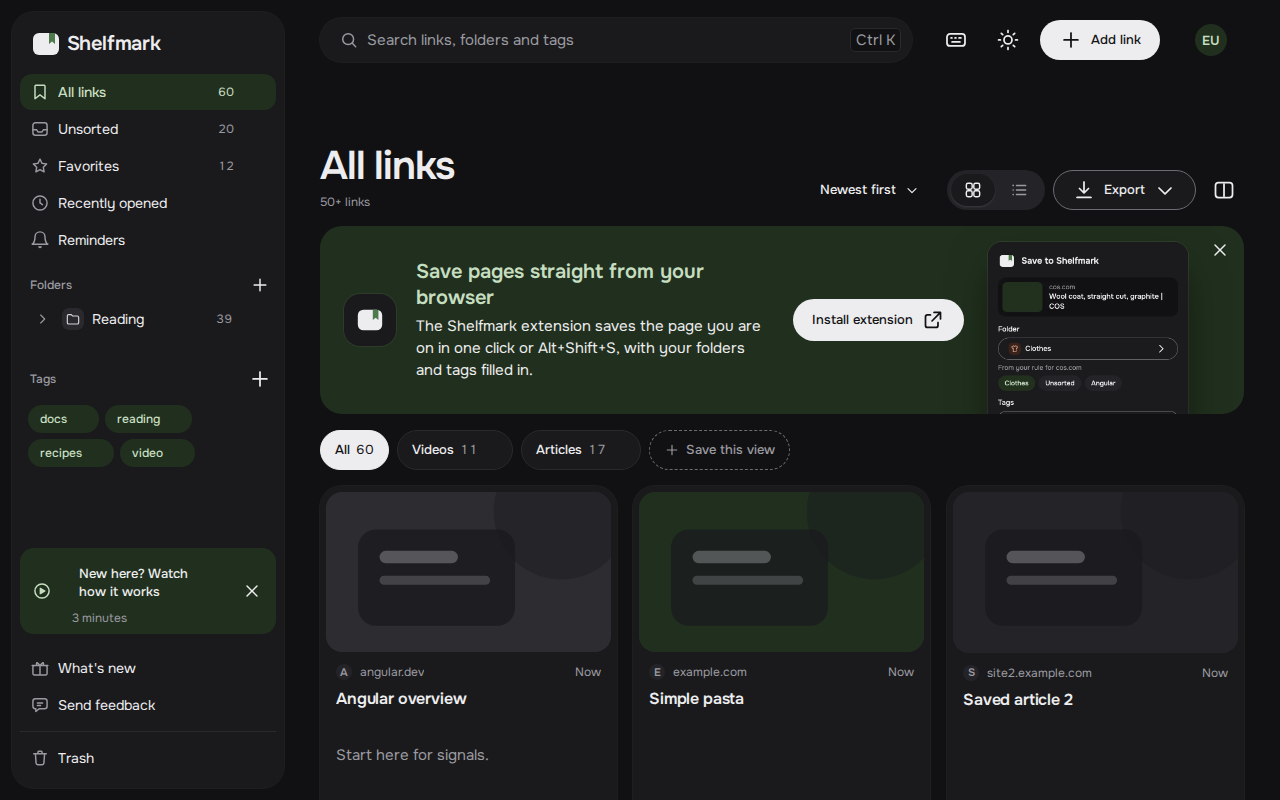 Shelfmark
All links 60
Unsorted 20
Favorites 12
Recently opened
Reminders
Folders
Reading 39
Tags
docs reading
recipes video
New here? Watch
how it works
3 minutes
What's new
Send feedback
Trash
Search links, folders and tags Ctrl K
Add link
EU
All links
50+ links
Newest first
Export
Save pages straight from your
browser
The Shelfmark extension saves the page you are
on in one click or Alt+Shift+S, with your folders
and tags filled in.
Install extension
Save to Shelfmark
cos.com
Wool coat, straight cut, graphite |
COS
Folder
Clothes
From your rule for cos.com
Clothes Unsorted Angular
Tags
All 60 Videos 11 Articles 17 + Save this view
A angular.dev Now
Angular overview
Start here for signals.
E example.com Now
Simple pasta
S site2.example.com Now
Saved article 2